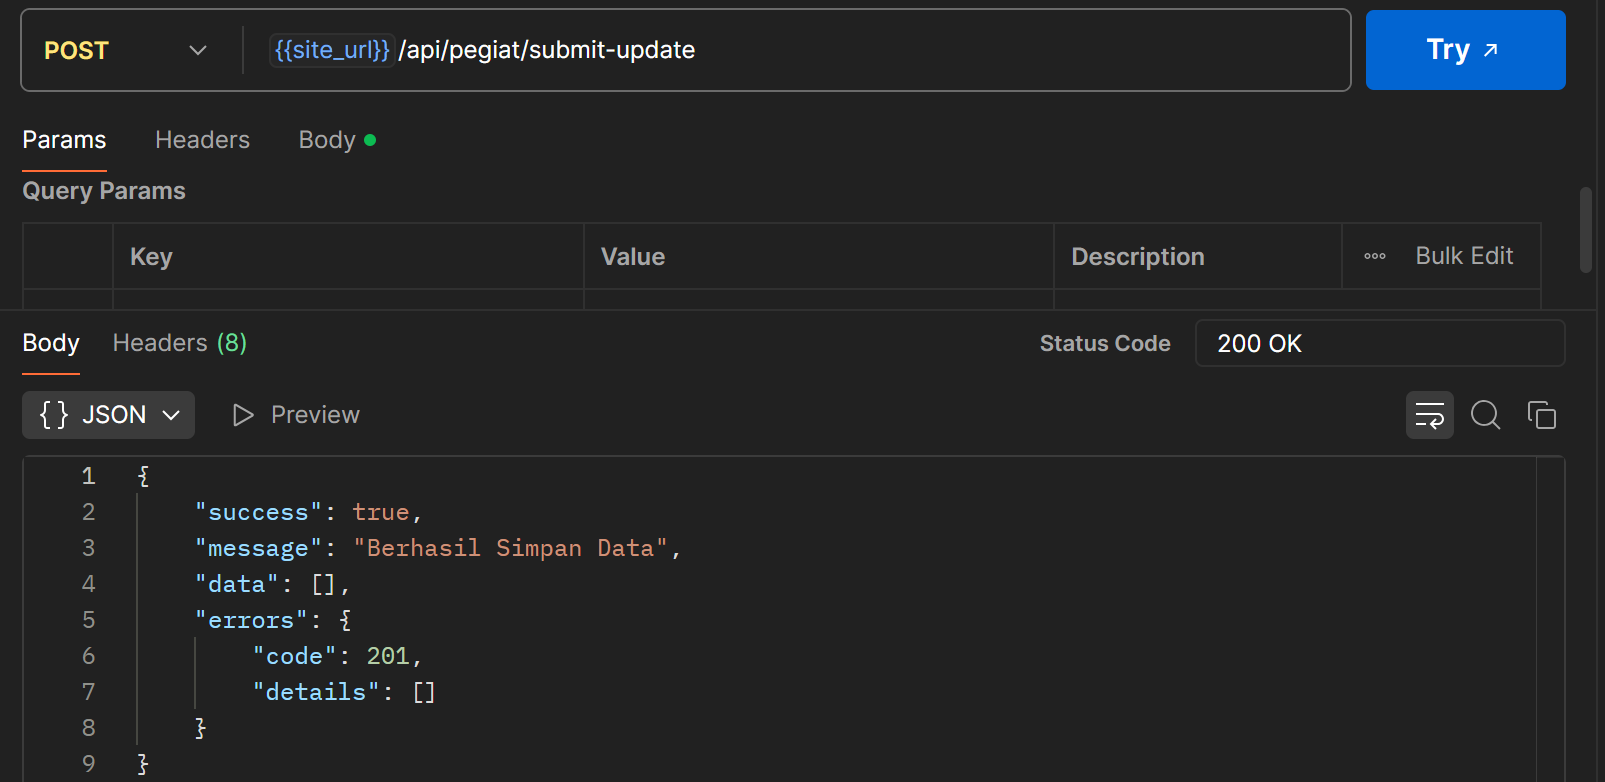 POST {{site_url}}/api/pegiat/submit-update Try ↗
Params Headers Body
Query Params
Key Value Description Bulk Edit
Body Headers (8) Status Code 200 OK
{ } JSON Preview
1 {
2 "success": true,
3 "message": "Berhasil Simpan Data",
4 "data": [],
5 "errors": {
6 "code": 201,
7 "details": []
8 }
9 }